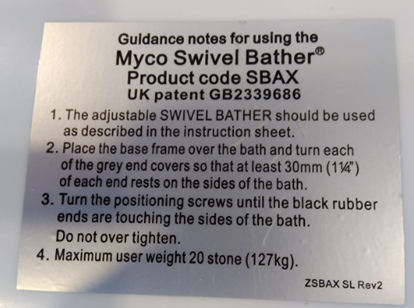 Guidance notes for using the
Myco Swivel Bather®
Product code SBAX
UK patent GB2339686
1. The adjustable SWIVEL BATHER should be used
as described in the instruction sheet.
2. Place the base frame over the bath and turn each
of the grey end covers so that at least 30mm (1¼")
of each end rests on the sides of the bath.
3. Turn the positioning screws until the black rubber
ends are touching the sides of the bath.
Do not over tighten.
4. Maximum user weight 20 stone (127kg).
ZSBAX SL Rev2